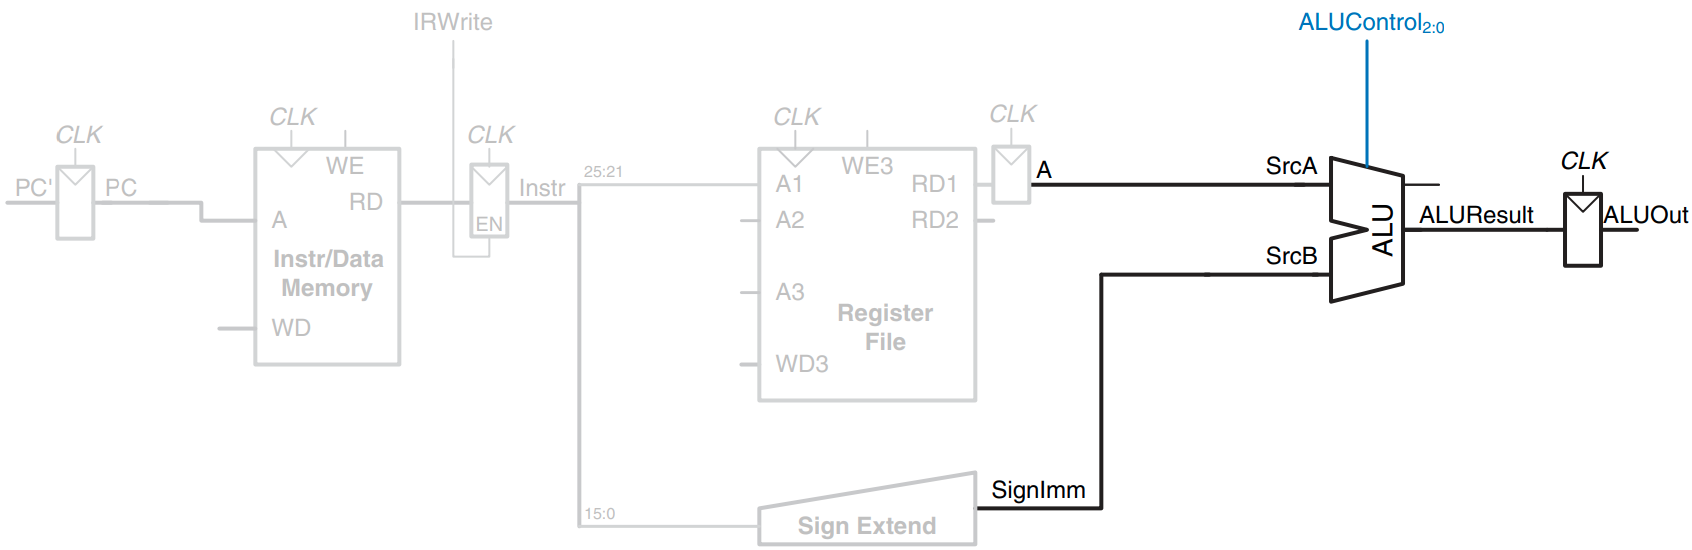 IRWrite
ALUControl2:0
CLK
CLK
CLK
CLK
CLK
CLK
PC'
PC
WE
RD
A
Instr/Data
Memory
WD
EN
Instr
25:21
A1
WE3
RD1
A2
RD2
A3
Register
File
WD3
A
SrcA
SrcB
ALU
ALUResult
ALUOut
SignImm
15:0
Sign Extend